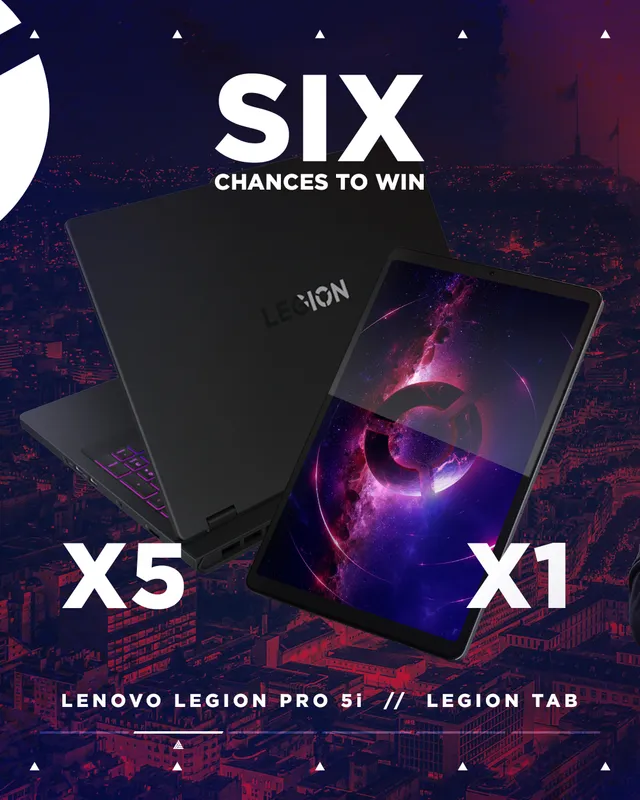 SIX
CHANCES TO WIN
LEGION
X5
X1
LENOVO LEGION PRO 5i // LEGION TAB